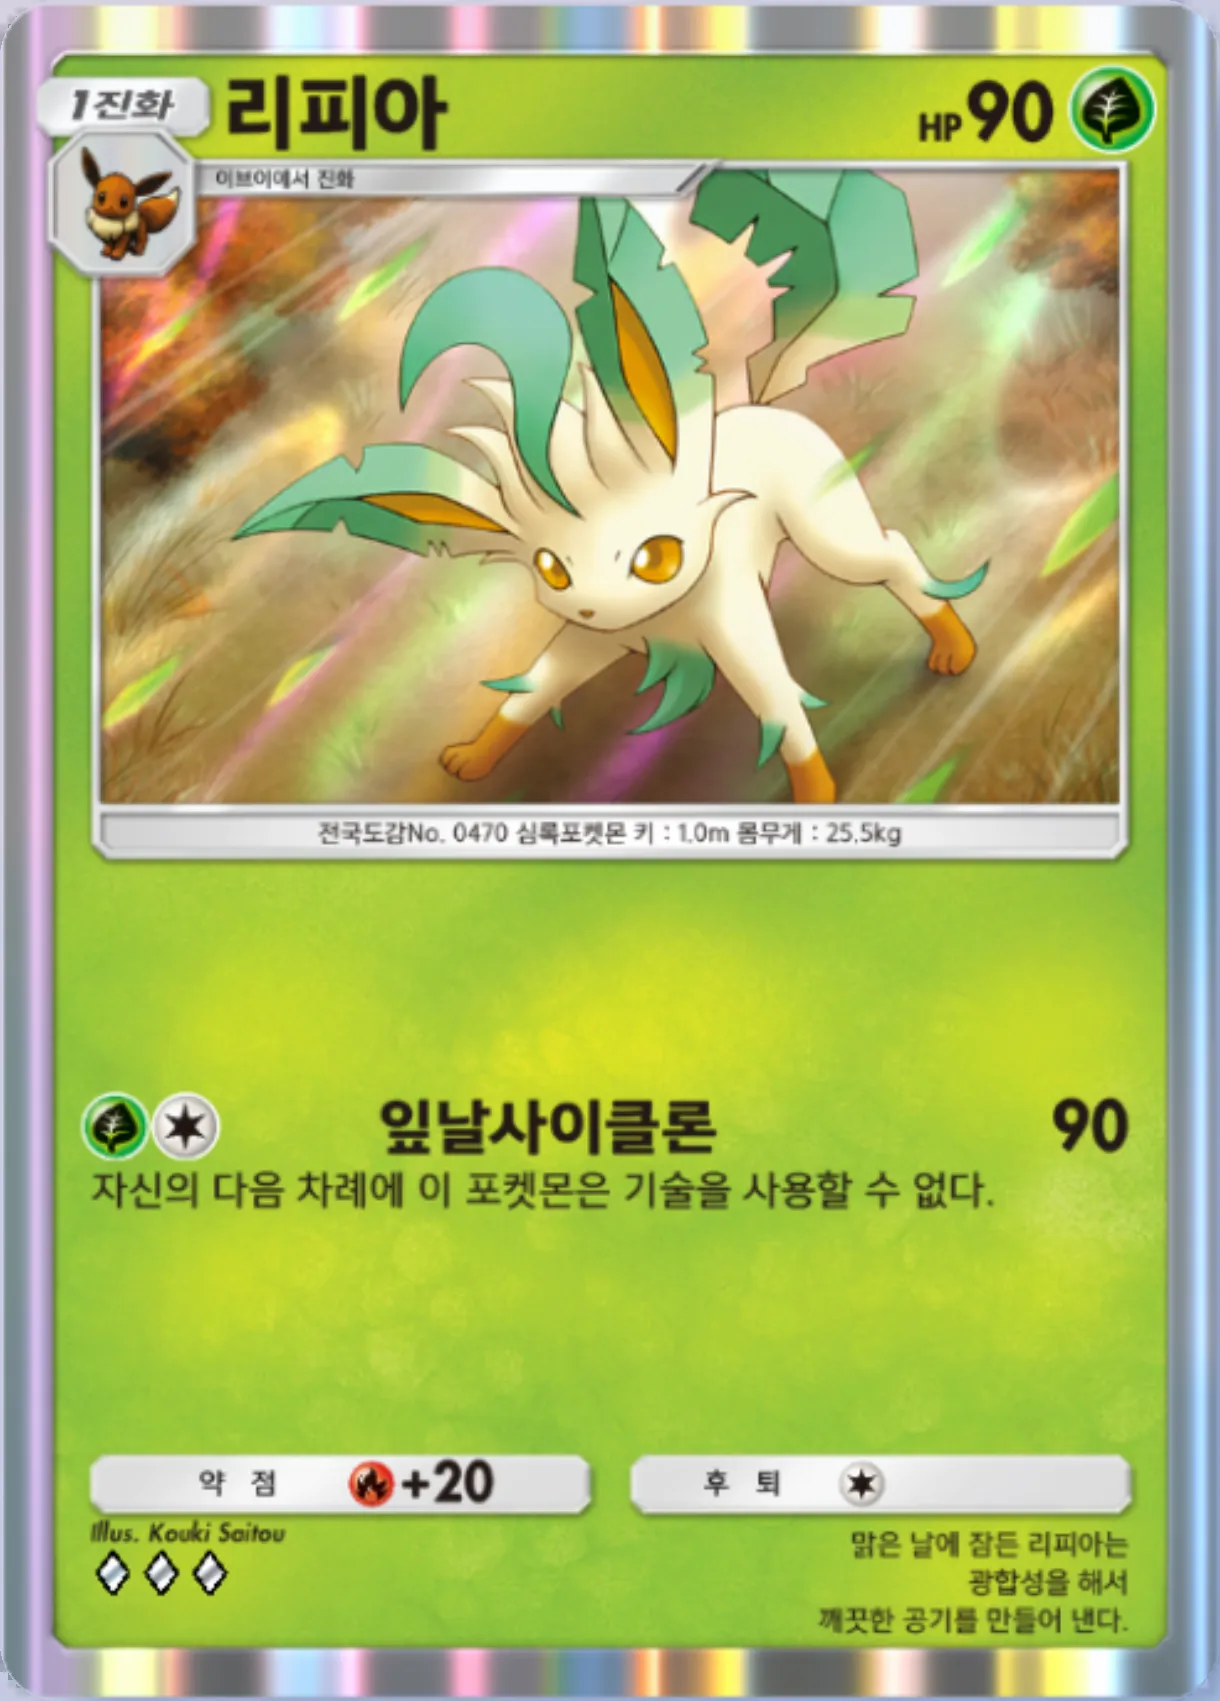 1진화
리피아
HP 90
이브이에서 진화
전국도감No. 0470 심록포켓몬 키 : 1.0m 몸무게 : 25.5kg
잎날사이클론 90
자신의 다음 차례에 이 포켓몬은 기술을 사용할 수 없다.
약 점 +20
후 퇴
Illus. Kouki Saitou
맑은 날에 잠든 리피아는
광합성을 해서
깨끗한 공기를 만들어 낸다.